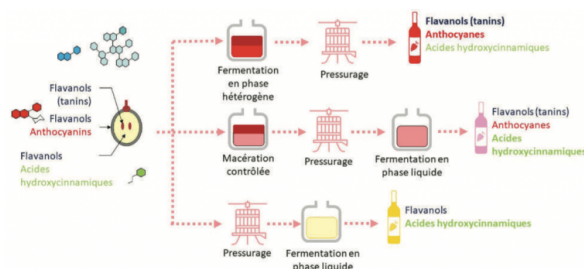 Flavanols (tanins)
Anthocyanes
Acides hydroxycinnamiques
Fermentation
en phase
hétérogène
Pressurage
Flavanols
(tanins)
Flavanols
Anthocyanins
Flavanols
Acides
hydroxycinnamiques
Macération
contrôlée
Pressurage
Fermentation en
phase liquide
Flavanols (tanins)
Anthocyanes
Acides
hydroxycinnamiques
Pressurage
Fermentation en
phase liquide
Flavanols
Acides hydroxycinnamiques